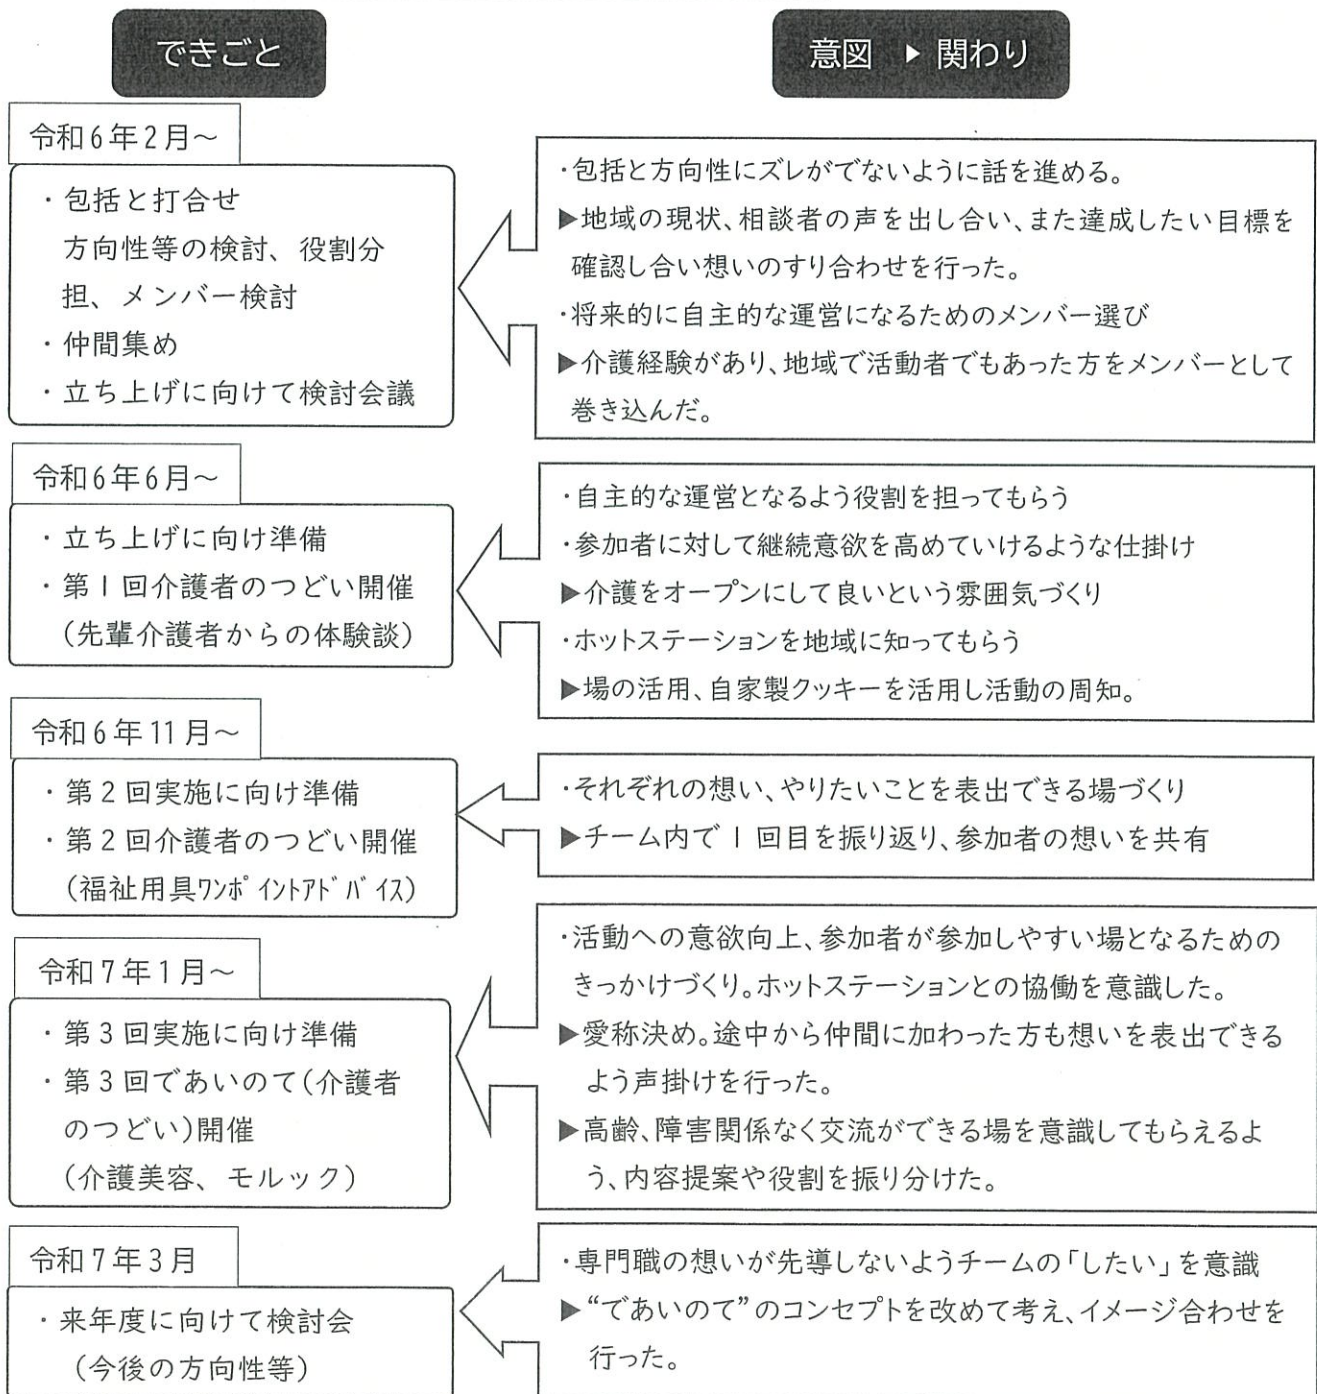 できごと
意図 ▶ 関わり
令和6年2月～
・包括と打合せ
方向性等の検討、役割分
担、メンバー検討
・仲間集め
・立ち上げに向けて検討会議
・包括と方向性にズレがでないように話を進める。
▶地域の現状、相談者の声を出し合い、また達成したい目標を
確認し合い想いのすり合わせを行った。
・将来的に自主的な運営になるためのメンバー選び
▶介護経験があり、地域で活動者でもあった方をメンバーとして
巻き込んだ。
令和6年6月～
・立ち上げに向け準備
・第1回介護者のつどい開催
(先輩介護者からの体験談)
・自主的な運営となるよう役割を担ってもらう
・参加者に対して継続意欲を高めていけるような仕掛け
▶介護をオープンにして良いという雰囲気づくり
・ホットステーションを地域に知ってもらう
▶場の活用、自家製クッキーを活用し活動の周知。
令和6年11月～
・第2回実施に向け準備
・第2回介護者のつどい開催
(福祉用具ﾜﾝﾎﾟｲﾝﾄｱﾄﾞﾊﾞｲｽ)
・それぞれの想い、やりたいことを表出できる場づくり
▶チーム内で1回目を振り返り、参加者の想いを共有
令和7年1月～
・第3回実施に向け準備
・第3回であいのて(介護者
のつどい)開催
(介護美容、モルック)
・活動への意欲向上、参加者が参加しやすい場となるための
きっかけづくり。ホットステーションとの協働を意識した。
▶愛称決め。途中から仲間に加わった方も想いを表出できる
よう声掛けを行った。
▶高齢、障害関係なく交流ができる場を意識してもらえるよ
う、内容提案や役割を振り分けた。
令和7年3月
・来年度に向けて検討会
(今後の方向性等)
・専門職の想いが先導しないようチームの「したい」を意識
▶“であいのて”のコンセプトを改めて考え、イメージ合わせを
行った。